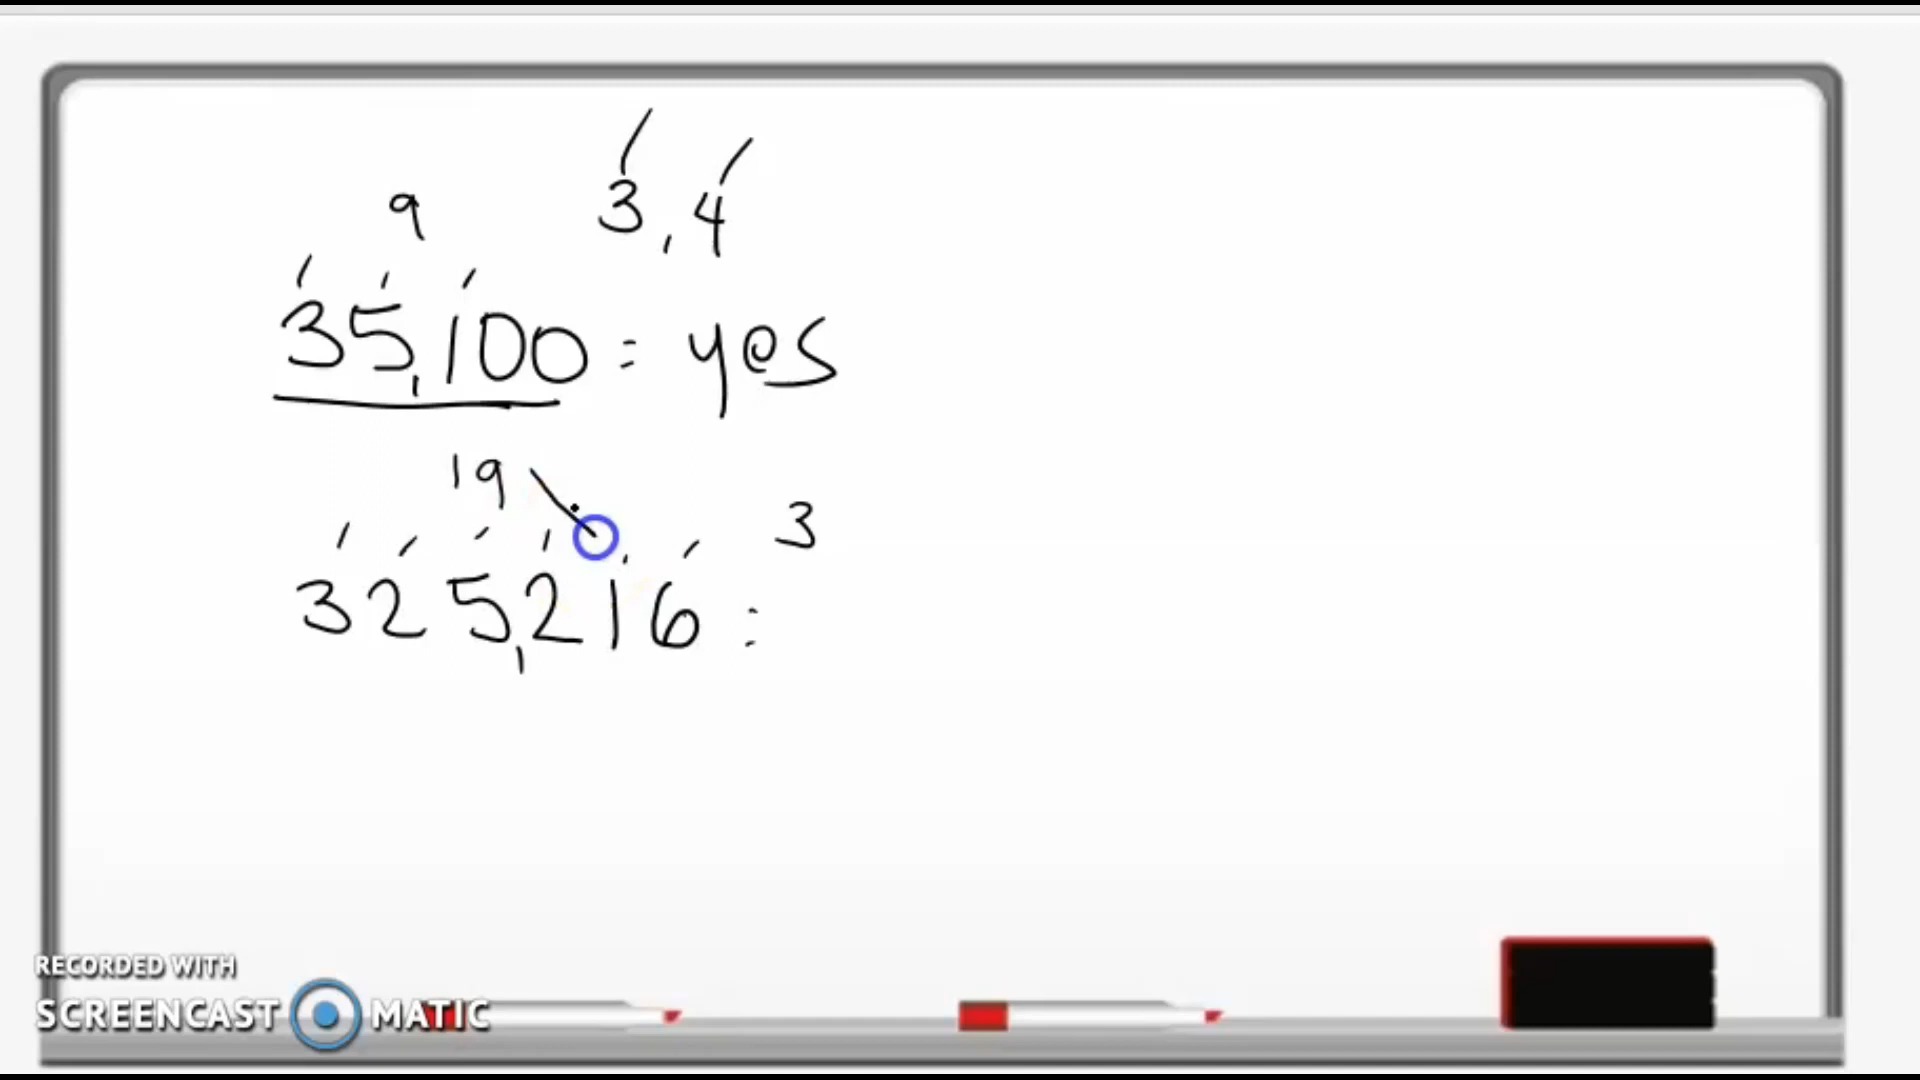 3, 4
9
35,100 = yes
19
3
325,216 =
RECORDED WITH
SCREENCAST MATIC